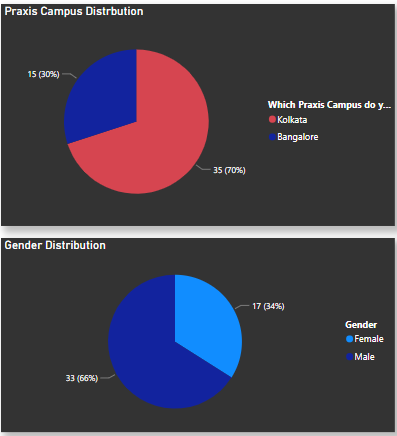 Praxis Campus Distrbution
15 (30%)
Which Praxis Campus do y...
Kolkata
Bangalore
35 (70%)
Gender Distribution
17 (34%)
Gender
Female
Male
33 (66%)